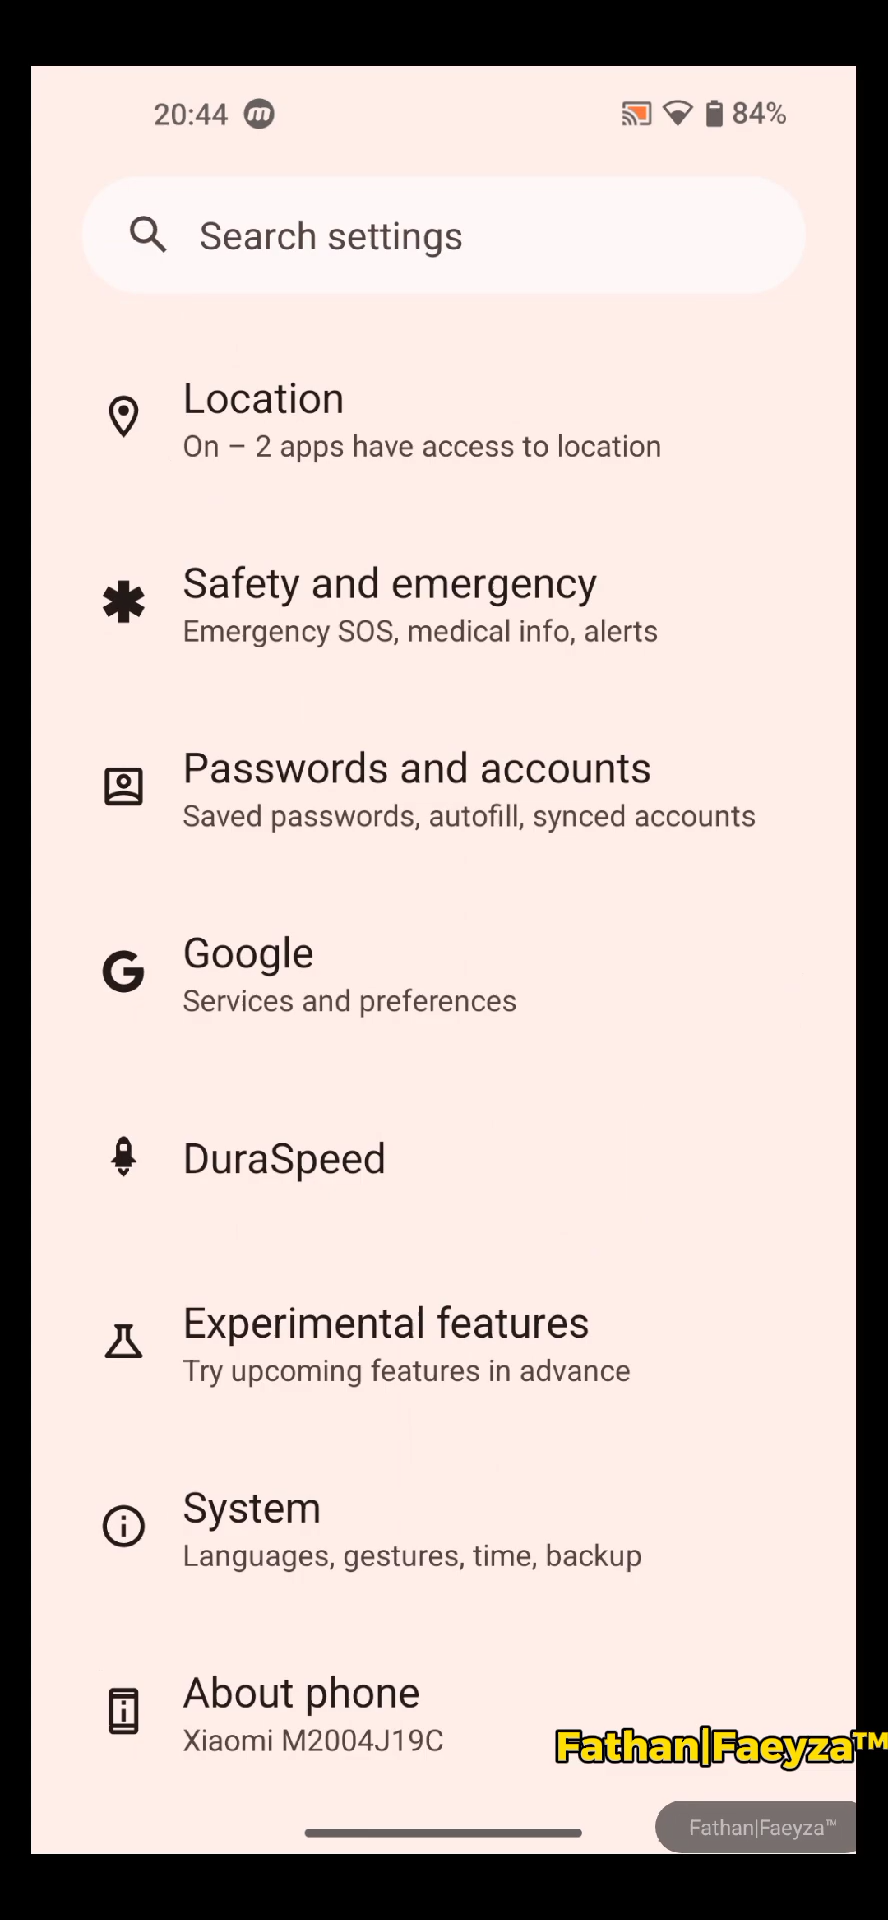 20:44 m 84%
Search settings
Location
On – 2 apps have access to location
Safety and emergency
Emergency SOS, medical info, alerts
Passwords and accounts
Saved passwords, autofill, synced accounts
G Google
Services and preferences
DuraSpeed
Experimental features
Try upcoming features in advance
System
Languages, gestures, time, backup
About phone
Xiaomi M2004J19C
Fathan|Faeyza™
Fathan|Faeyza™